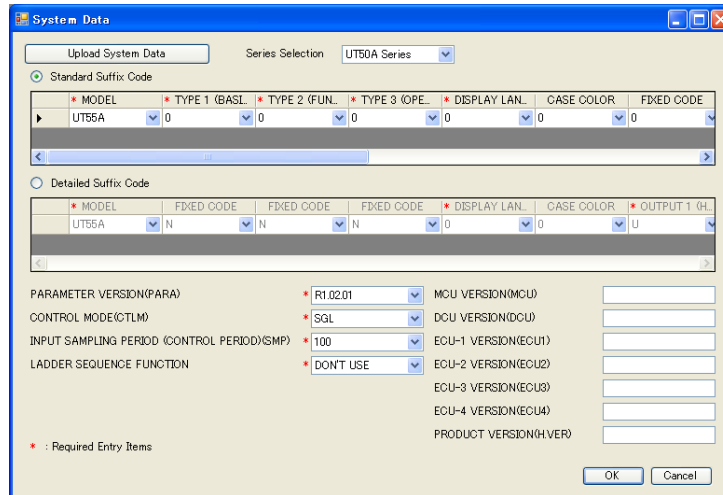 System Data
Upload System Data Series Selection UT50A Series
Standard Suffix Code
* MODEL * TYPE 1 (BASI... * TYPE 2 (FUN... * TYPE 3 (OPE... * DISPLAY LAN... CASE COLOR FIXED CODE
UT55A 0 0 0 0 0 0
Detailed Suffix Code
* MODEL FIXED CODE FIXED CODE FIXED CODE * DISPLAY LAN... CASE COLOR * OUTPUT 1 (H...
UT55A N N N 0 0 U
PARAMETER VERSION(PARA) * R1.02.01 MCU VERSION(MCU)
CONTROL MODE(CTLM) * SGL DCU VERSION(DCU)
INPUT SAMPLING PERIOD (CONTROL PERIOD)(SMP) * 100 ECU-1 VERSION(ECU1)
LADDER SEQUENCE FUNCTION * DON'T USE ECU-2 VERSION(ECU2)
ECU-3 VERSION(ECU3)
ECU-4 VERSION(ECU4)
PRODUCT VERSION(H.VER)
* : Required Entry Items
OK Cancel